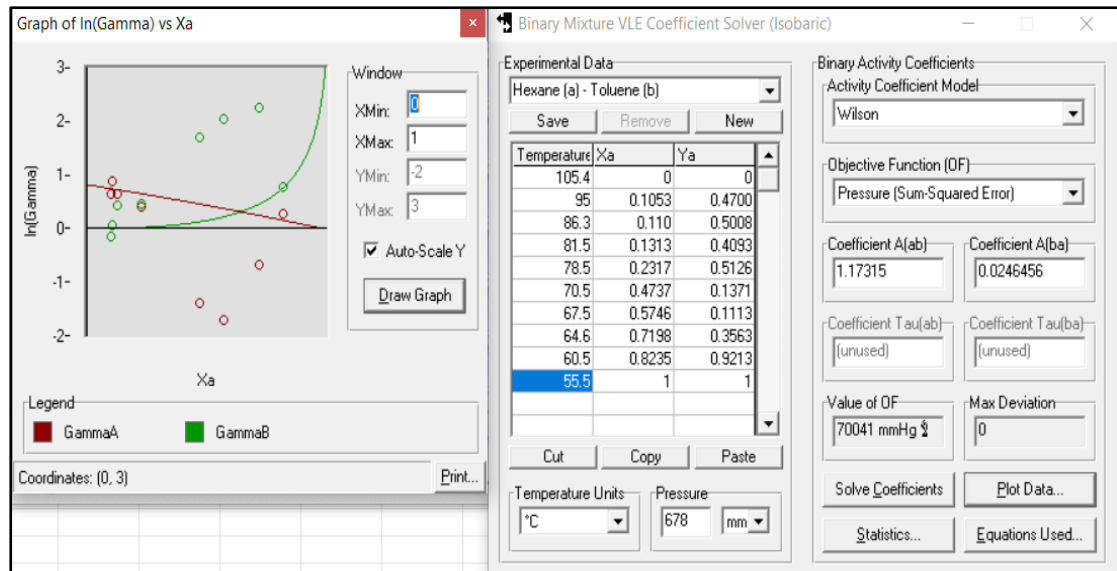 Graph of ln(Gamma) vs Xa
3-
2-
1-
0-
-1-
-2-
ln(Gamma)
Xa
Window
XMin: 0
XMax: 1
YMin: -2
YMax: 3
Auto-Scale Y
Draw Graph
Legend
GammaA GammaB
Coordinates: (0, 3) Print...
Binary Mixture VLE Coefficient Solver (Isobaric)
Experimental Data
Hexane (a) - Toluene (b)
Save Remove New
Temperature Xa Ya
105.4 0 0
95 0.1053 0.4700
86.3 0.110 0.5008
81.5 0.1313 0.4093
78.5 0.2317 0.5126
70.5 0.4737 0.1371
67.5 0.5746 0.1113
64.6 0.7198 0.3563
60.5 0.8235 0.9213
55.5 1 1
Cut Copy Paste
Temperature Units
°C
Pressure
678 mm
Binary Activity Coefficients
Activity Coefficient Model
Wilson
Objective Function (OF)
Pressure (Sum-Squared Error)
Coefficient A(ab) Coefficient A(ba)
1.17315 0.0246456
Coefficient Tau(ab) Coefficient Tau(ba)
(unused) (unused)
Value of OF Max Deviation
70041 mmHg 0
Solve Coefficients Plot Data...
Statistics... Equations Used...